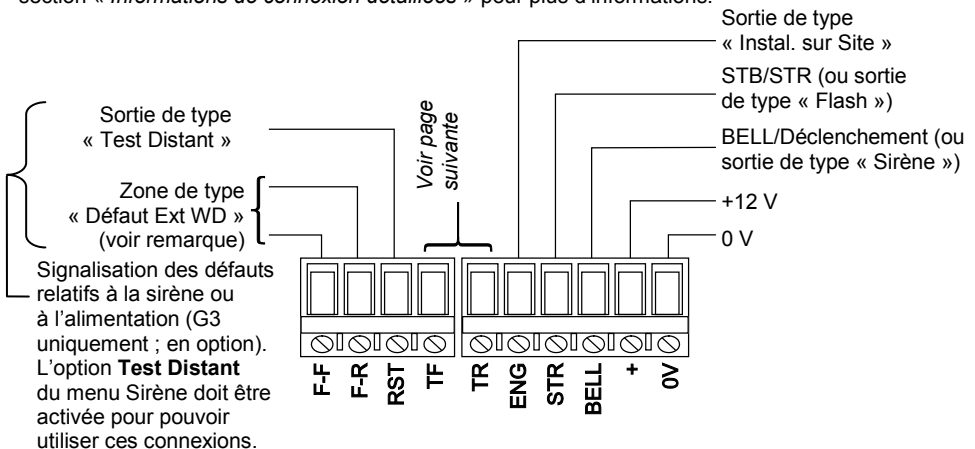 section « Informations de connexion détaillées » pour plus d'informations.
Sortie de type
« Instal. sur Site »
STB/STR (ou sortie
de type « Flash »)
BELL/Déclenchement (ou
sortie de type « Sirène »)
+12 V
0 V
Voir page
suivante
Sortie de type
« Test Distant »
Zone de type
« Défaut Ext WD »
(voir remarque)
Signalisation des défauts
relatifs à la sirène ou
à l'alimentation (G3
uniquement ; en option).
L'option Test Distant
du menu Sirène doit être
activée pour pouvoir
utiliser ces connexions.
F-F
F-R
RST
TF
TR
ENG
STR
BELL
+
0V